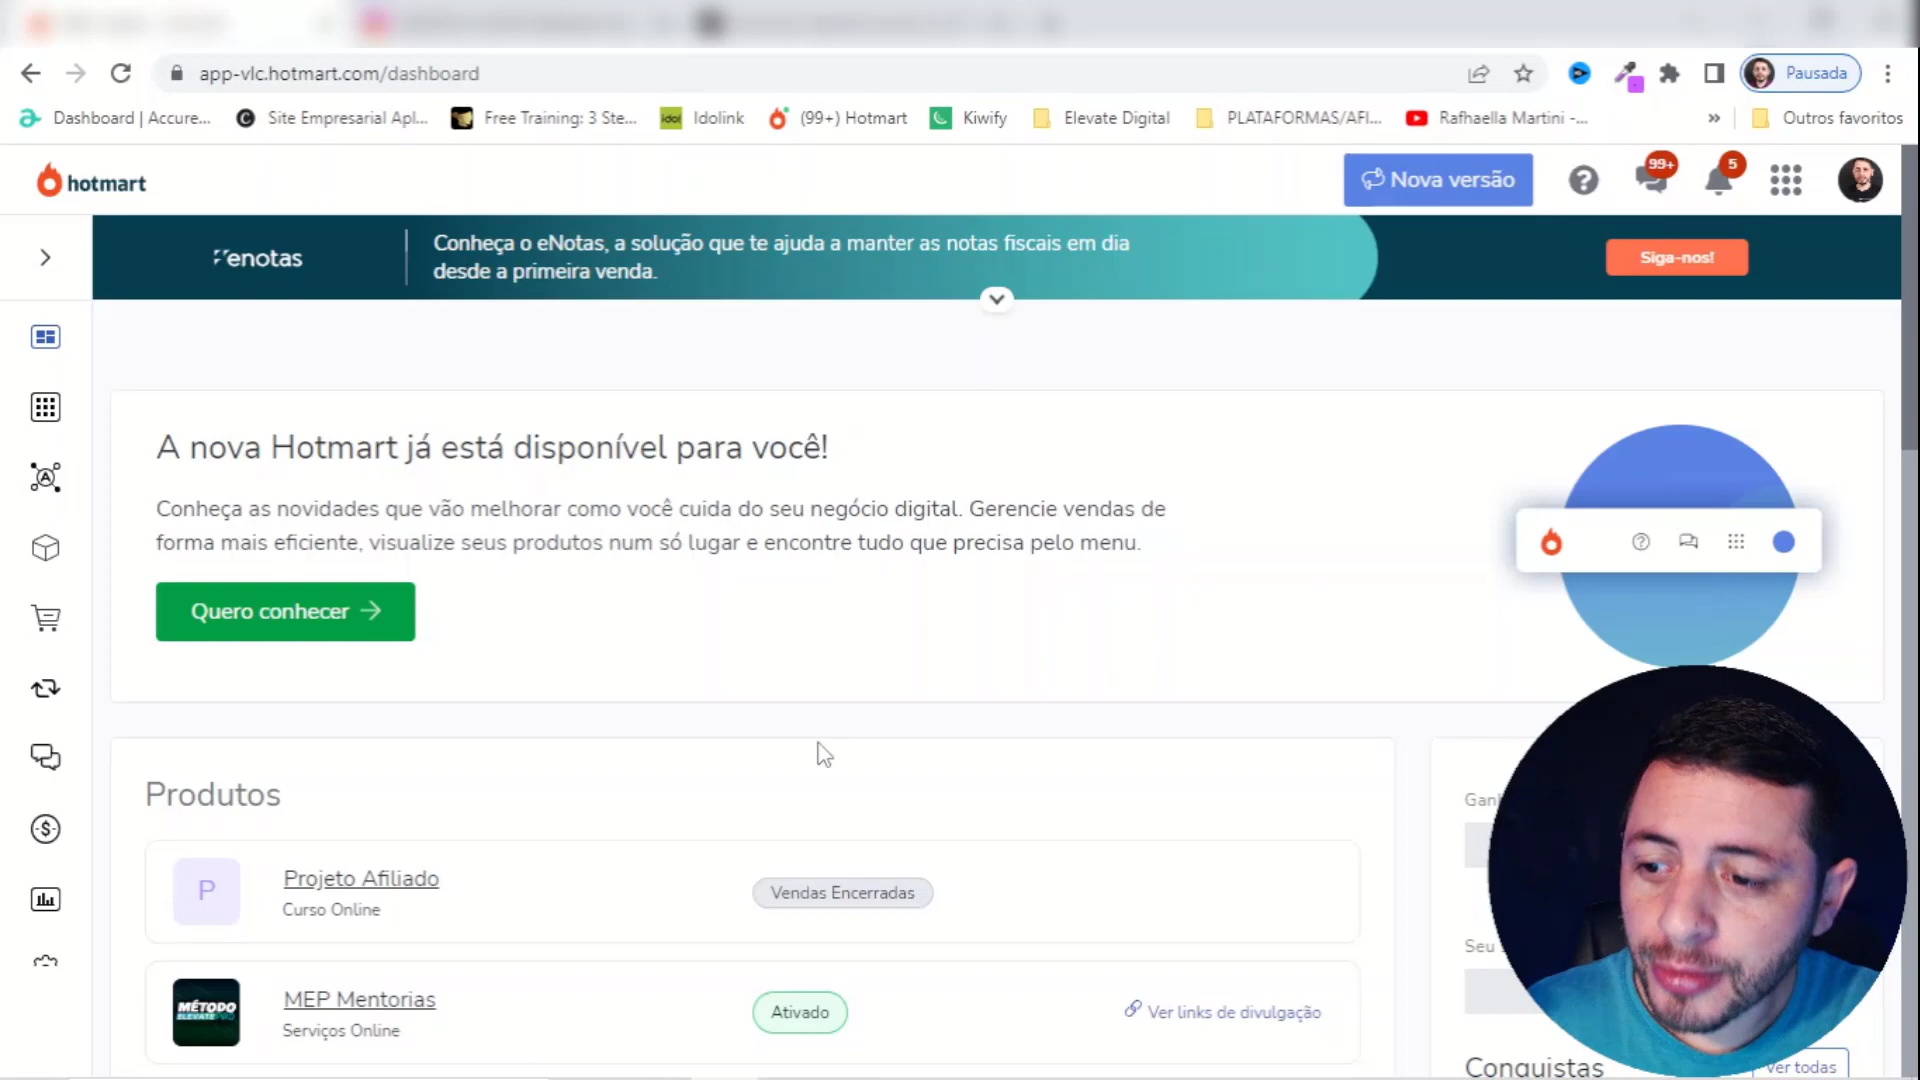 app-vlc.hotmart.com/dashboard
Pausada
Dashboard | Accure...
Site Empresarial Apl...
Free Training: 3 Ste...
idol
Idolink
(99+) Hotmart
Kiwify
Elevate Digital
PLATAFORMAS/AFI...
Rafhaella Martini -...
»
Outros favoritos
hotmart
Nova versão
99+
5
enotas
Conheça o eNotas, a solução que te ajuda a manter as notas fiscais em dia
desde a primeira venda.
Siga-nos!
A nova Hotmart já está disponível para você!
Conheça as novidades que vão melhorar como você cuida do seu negócio digital. Gerencie vendas de
forma mais eficiente, visualize seus produtos num só lugar e encontre tudo que precisa pelo menu.
Quero conhecer
Produtos
P
Projeto Afiliado
Curso Online
Vendas Encerradas
MÉTODO
ELEVATE PRO
MEP Mentorias
Serviços Online
Ativado
Ver links de divulgação
Seu
Conquistas
Ver todas